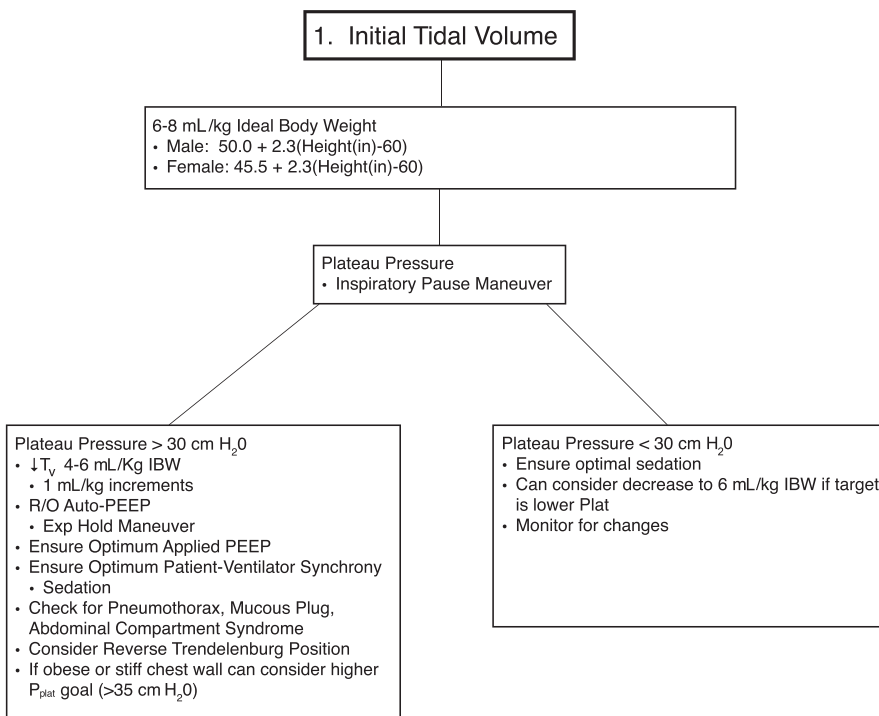 1. Initial Tidal Volume
6-8 mL/kg Ideal Body Weight
• Male: 50.0 + 2.3(Height(in)-60)
• Female: 45.5 + 2.3(Height(in)-60)
Plateau Pressure
• Inspiratory Pause Maneuver
Plateau Pressure > 30 cm H₂0
• ↓Tᵥ 4-6 mL/Kg IBW
• 1 mL/kg increments
• R/O Auto-PEEP
• Exp Hold Maneuver
• Ensure Optimum Applied PEEP
• Ensure Optimum Patient-Ventilator Synchrony
• Sedation
• Check for Pneumothorax, Mucous Plug,
Abdominal Compartment Syndrome
• Consider Reverse Trendelenburg Position
• If obese or stiff chest wall can consider higher
Pplat goal (>35 cm H₂0)
Plateau Pressure < 30 cm H₂0
• Ensure optimal sedation
• Can consider decrease to 6 mL/kg IBW if target
is lower Plat
• Monitor for changes